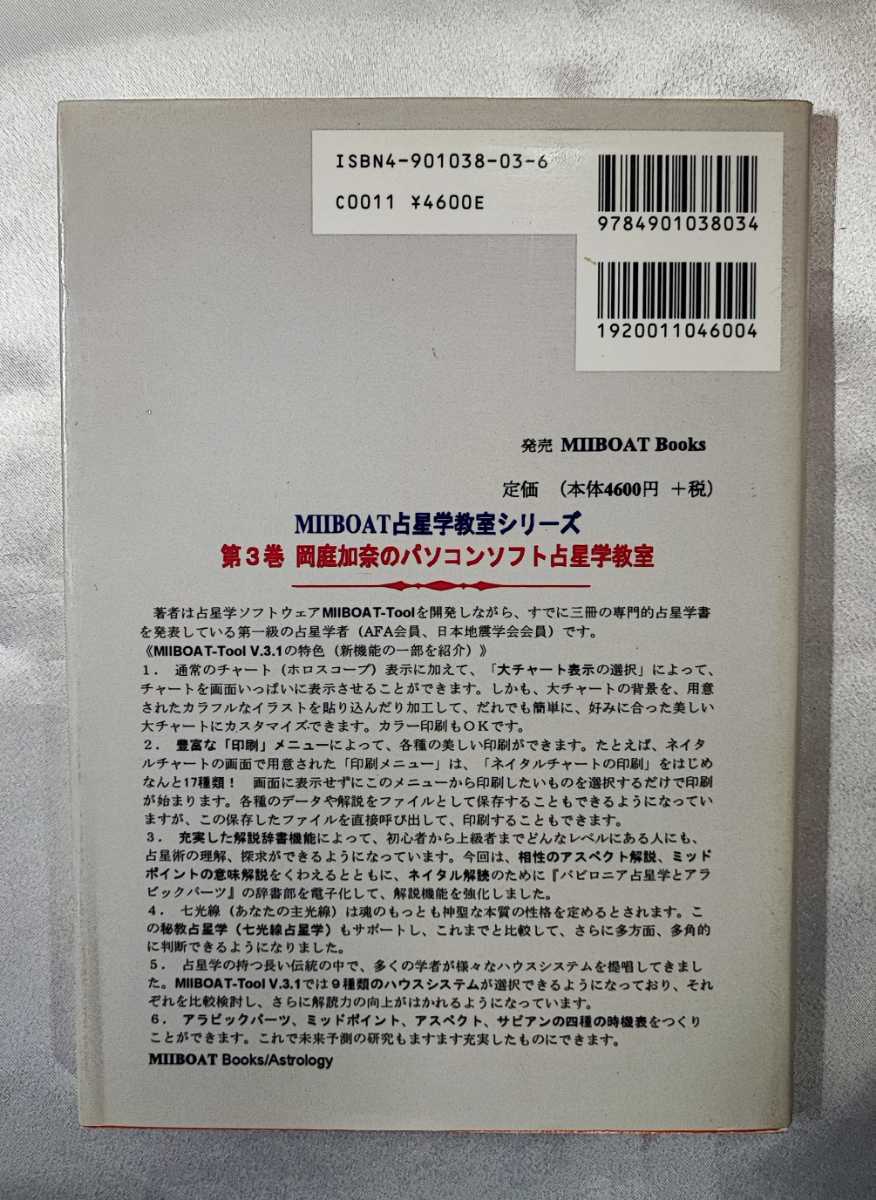 ISBN4-901038-03-6
C0011 ¥4600E
9784901038034
1920011046004
発売 MIIBOAT Books
定価 （本体4600円 ＋税）
MIIBOAT占星学教室シリーズ
第３巻 岡庭加奈のパソコンソフト占星学教室
著者は占星学ソフトウェアMIIBOAT-Toolを開発しながら、すでに三冊の専門的占星学書
を発表している第一級の占星学者（AFA会員、日本地震学会会員）です。
《MIIBOAT-Tool V.3.1の特色（新機能の一部を紹介）》
１． 通常のチャート（ホロスコープ）表示に加えて、「大チャート表示の選択」によって、
チャートを画面いっぱいに表示させることができます。しかも、大チャートの背景を、用意
されたカラフルなイラストを貼り込んだり加工して、だれでも簡単に、好みに合った美しい
大チャートにカスタマイズできます。カラー印刷もＯＫです。
２． 豊富な「印刷」メニューによって、各種の美しい印刷ができます。たとえば、ネイタ
ルチャートの画面で用意された「印刷メニュー」は、「ネイタルチャートの印刷」をはじめ
なんと17種類！ 画面に表示せずにこのメニューから印刷したいものを選択するだけで印刷
が始まります。各種のデータや解説をファイルとして保存することもできるようになってい
ますが、この保存したファイルを直接呼び出して、印刷することもできます。
３． 充実した解説辞書機能によって、初心者から上級者までどんなレベルにある人にも、
占星術の理解、探求ができるようになっています。今回は、相性のアスペクト解説、ミッド
ポイントの意味解説をくわえるとともに、ネイタル解読のために『バビロニア占星学とアラ
ビックパーツ』の辞書部を電子化して、解説機能を強化しました。
４． 七光線（あなたの主光線）は魂のもっとも神聖な本質の性格を定めるとされます。こ
の秘教占星学（七光線占星学）もサポートし、これまでと比較して、さらに多方面、多角的
に判断できるようになりました。
５． 占星学の持つ長い伝統の中で、多くの学者が様々なハウスシステムを提唱してきまし
た。MIIBOAT-Tool V.3.1では９種類のハウスシステムが選択できるようになっており、それ
ぞれを比較検討し、さらに解読力の向上がはかれるようになっています。
６． アラビックパーツ、ミッドポイント、アスペクト、サビアンの四種の時機表をつくり
ことができます。これで未来予測の研究もますます充実したものにできます。
MIIBOAT Books/Astrology